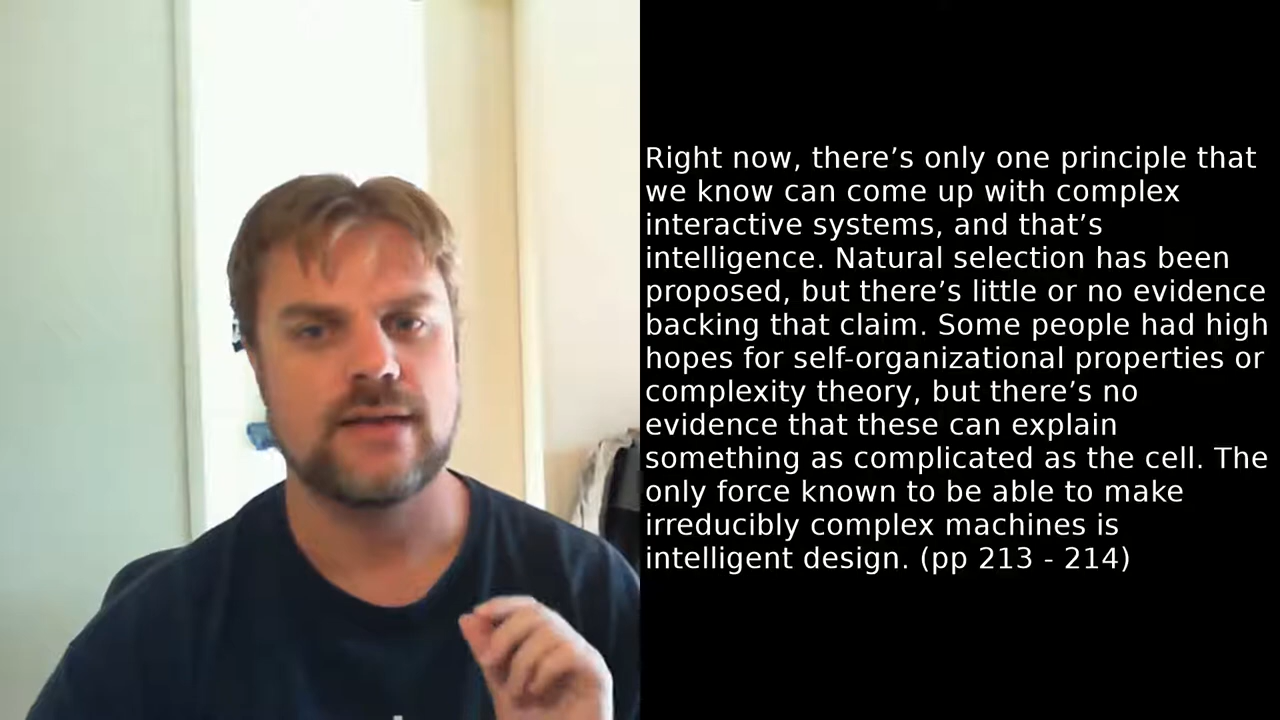 Right now, there’s only one principle that
we know can come up with complex
interactive systems, and that’s
intelligence. Natural selection has been
proposed, but there’s little or no evidence
backing that claim. Some people had high
hopes for self-organizational properties or
complexity theory, but there’s no
evidence that these can explain
something as complicated as the cell. The
only force known to be able to make
irreducibly complex machines is
intelligent design. (pp 213 - 214)